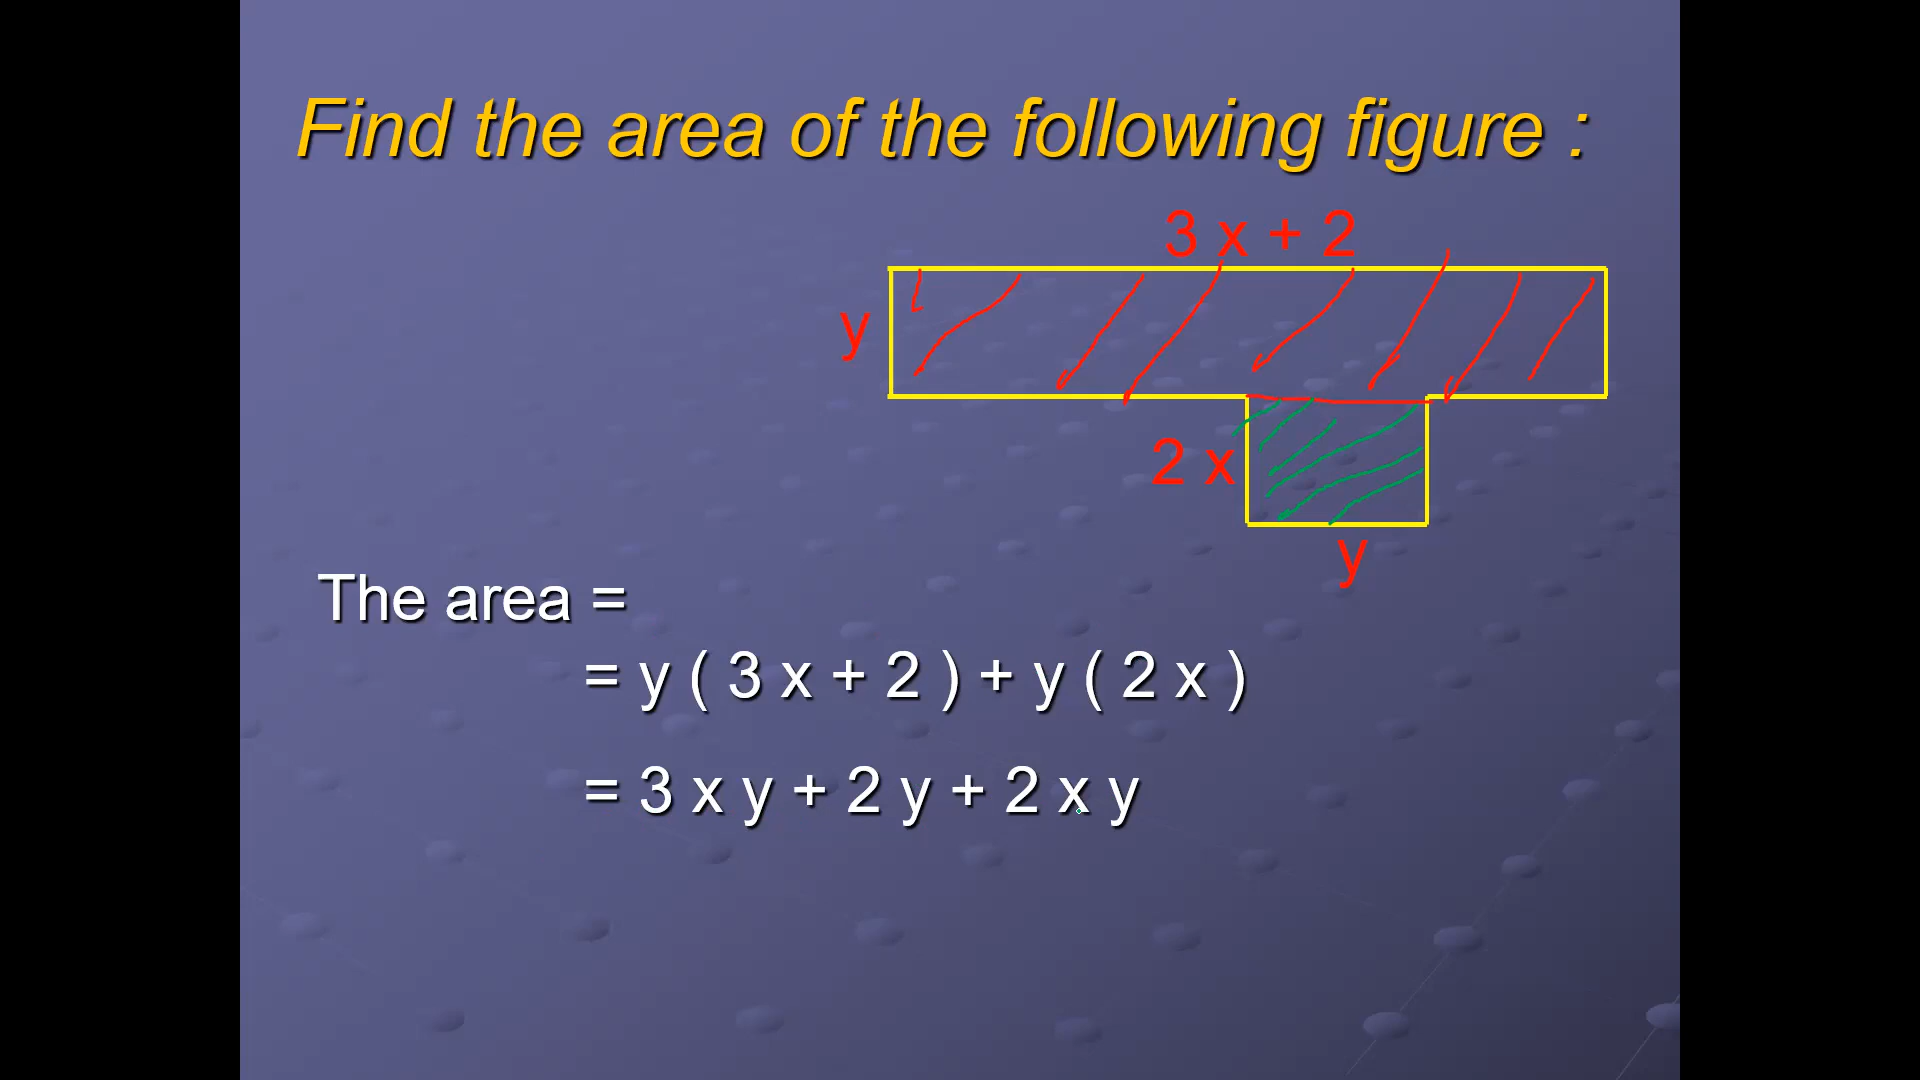 Find the area of the following figure :
3 x + 2
y
2 x
y
The area =
= y ( 3 x + 2 ) + y ( 2 x )
= 3 x y + 2 y + 2 x y